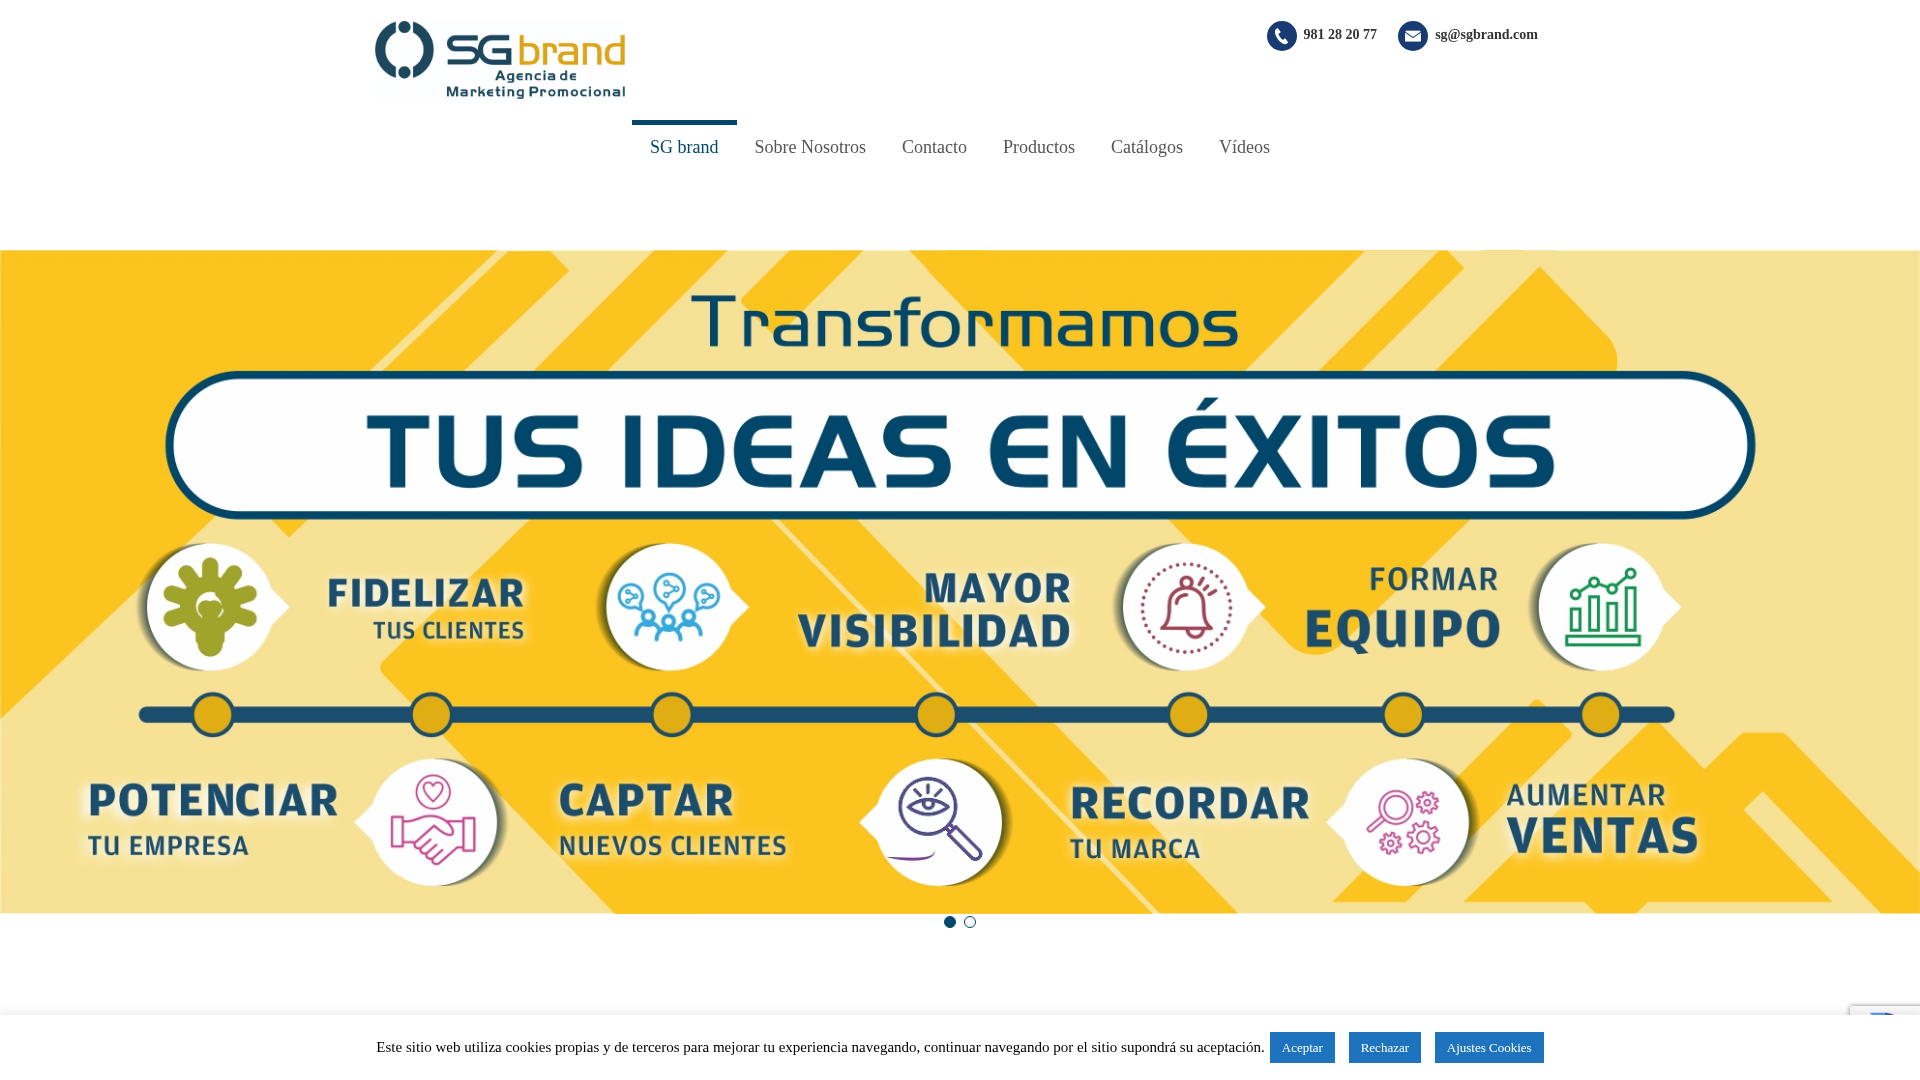 SG brand
Agencia de
Marketing Promocional
981 28 20 77
sg@sgbrand.com
SG brand
Sobre Nosotros
Contacto
Productos
Catálogos
Vídeos
Transformamos
TUS IDEAS EN ÉXITOS
FIDELIZAR
TUS CLIENTES
MAYOR
VISIBILIDAD
FORMAR
EQUIPO
POTENCIAR
TU EMPRESA
CAPTAR
NUEVOS CLIENTES
RECORDAR
TU MARCA
AUMENTAR
VENTAS
Este sitio web utiliza cookies propias y de terceros para mejorar tu experiencia navegando, continuar navegando por el sitio supondrá su aceptación.
Aceptar
Rechazar
Ajustes Cookies